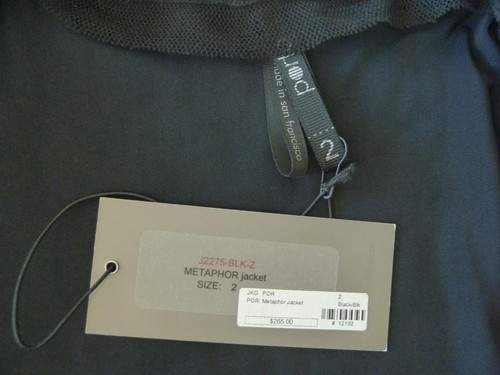 made in san francisco
2
J2275-BLK-Z
METAPHOR jacket
SIZE: 2
JKD POR
2
POR: Metaphor Jacket
Black/Blk
$265.00
# 12192